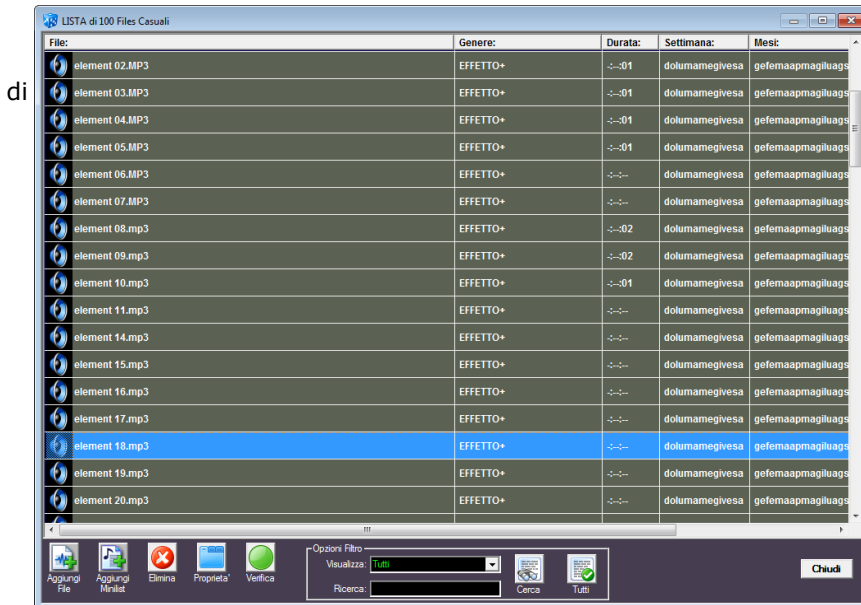 LISTA di 100 Files Casuali
File: Genere: Durata: Settimana: Mesi:
element 02.MP3 EFFETTO+ -:--:01 dolumamegivesa gefemaapmagiluags
di
element 03.MP3 EFFETTO+ -:--:01 dolumamegivesa gefemaapmagiluags
element 04.MP3 EFFETTO+ -:--:01 dolumamegivesa gefemaapmagiluags
element 05.MP3 EFFETTO+ -:--:01 dolumamegivesa gefemaapmagiluags
element 06.MP3 EFFETTO+ -:--:-- dolumamegivesa gefemaapmagiluags
element 07.MP3 EFFETTO+ -:--:-- dolumamegivesa gefemaapmagiluags
element 08.mp3 EFFETTO+ -:--:02 dolumamegivesa gefemaapmagiluags
element 09.mp3 EFFETTO+ -:--:02 dolumamegivesa gefemaapmagiluags
element 10.mp3 EFFETTO+ -:--:01 dolumamegivesa gefemaapmagiluags
element 11.mp3 EFFETTO+ -:--:-- dolumamegivesa gefemaapmagiluags
element 14.mp3 EFFETTO+ -:--:-- dolumamegivesa gefemaapmagiluags
element 15.mp3 EFFETTO+ -:--:-- dolumamegivesa gefemaapmagiluags
element 16.mp3 EFFETTO+ -:--:-- dolumamegivesa gefemaapmagiluags
element 17.mp3 EFFETTO+ -:--:-- dolumamegivesa gefemaapmagiluags
element 18.mp3 EFFETTO+ -:--:-- dolumamegivesa gefemaapmagiluags
element 19.mp3 EFFETTO+ -:--:-- dolumamegivesa gefemaapmagiluags
element 20.mp3 EFFETTO+ -:--:-- dolumamegivesa gefemaapmagiluags
Aggiungi File
Aggiungi Minilist
Elimina
Proprieta'
Verifica
Opzioni Filtro
Visualizza: Tutti
Ricerca:
Cerca
Tutti
Chiudi